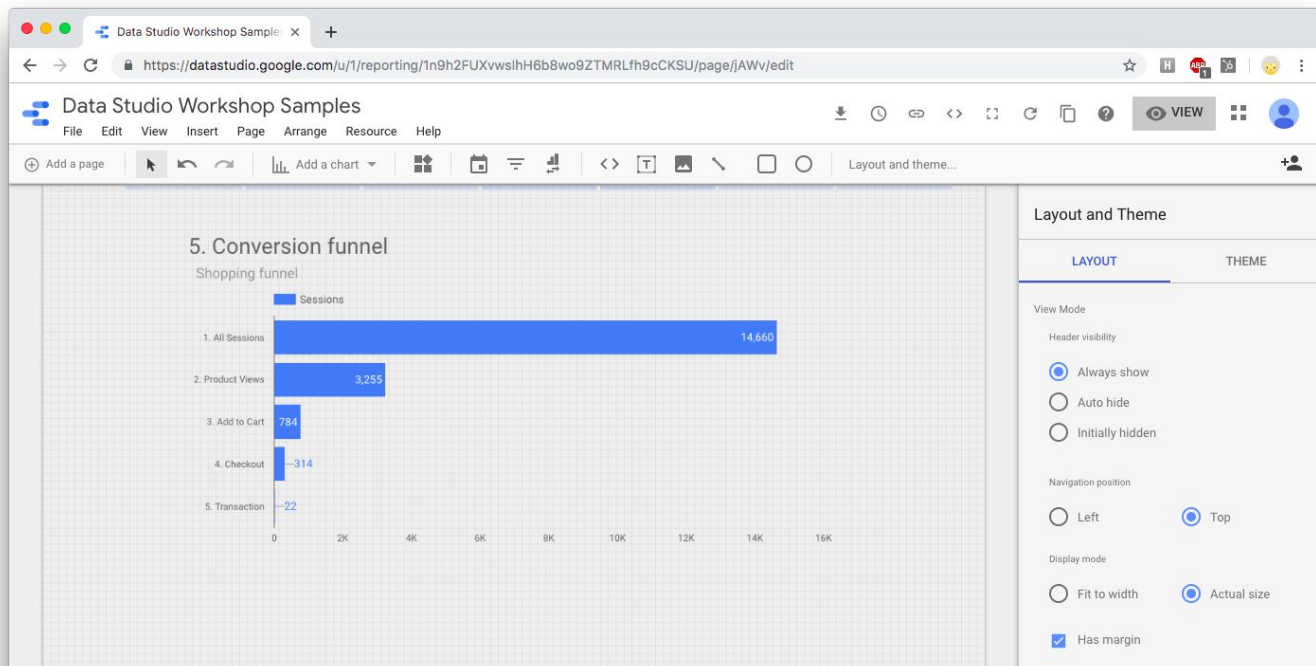 Data Studio Workshop Sample
https://datastudio.google.com/u/1/reporting/1n9h2FUXvwslhH6b8wo9ZTMRLfh9cCKSU/page/jAWv/edit
H ABP 1
Data Studio Workshop Samples
File Edit View Insert Page Arrange Resource Help
VIEW
Add a page Add a chart Layout and theme...
5. Conversion funnel
Shopping funnel
Sessions
1. All Sessions 14,660
2. Product Views 3,255
3. Add to Cart 784
4. Checkout 314
5. Transaction 22
0 2K 4K 6K 8K 10K 12K 14K 16K
Layout and Theme
LAYOUT THEME
View Mode
Header visibility
Always show
Auto hide
Initially hidden
Navigation position
Left Top
Display mode
Fit to width Actual size
Has margin